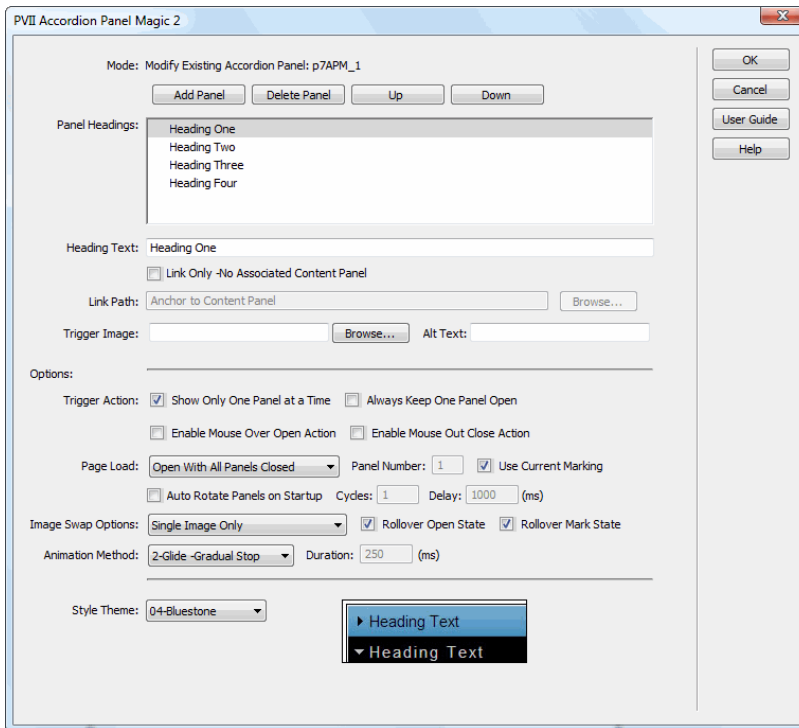 PVII Accordion Panel Magic 2
Mode: Modify Existing Accordion Panel: p7APM_1
OK
Add Panel Delete Panel Up Down
Cancel
Panel Headings: Heading One
User Guide
Heading Two
Help
Heading Three
Heading Four
Heading Text: Heading One
Link Only -No Associated Content Panel
Link Path: Anchor to Content Panel Browse...
Trigger Image: Browse... Alt Text:
Options:
Trigger Action: Show Only One Panel at a Time Always Keep One Panel Open
Enable Mouse Over Open Action Enable Mouse Out Close Action
Page Load: Open With All Panels Closed Panel Number: 1 Use Current Marking
Auto Rotate Panels on Startup Cycles: 1 Delay: 1000 (ms)
Image Swap Options: Single Image Only Rollover Open State Rollover Mark State
Animation Method: 2-Glide -Gradual Stop Duration: 250 (ms)
Style Theme: 04-Bluestone
Heading Text
Heading Text